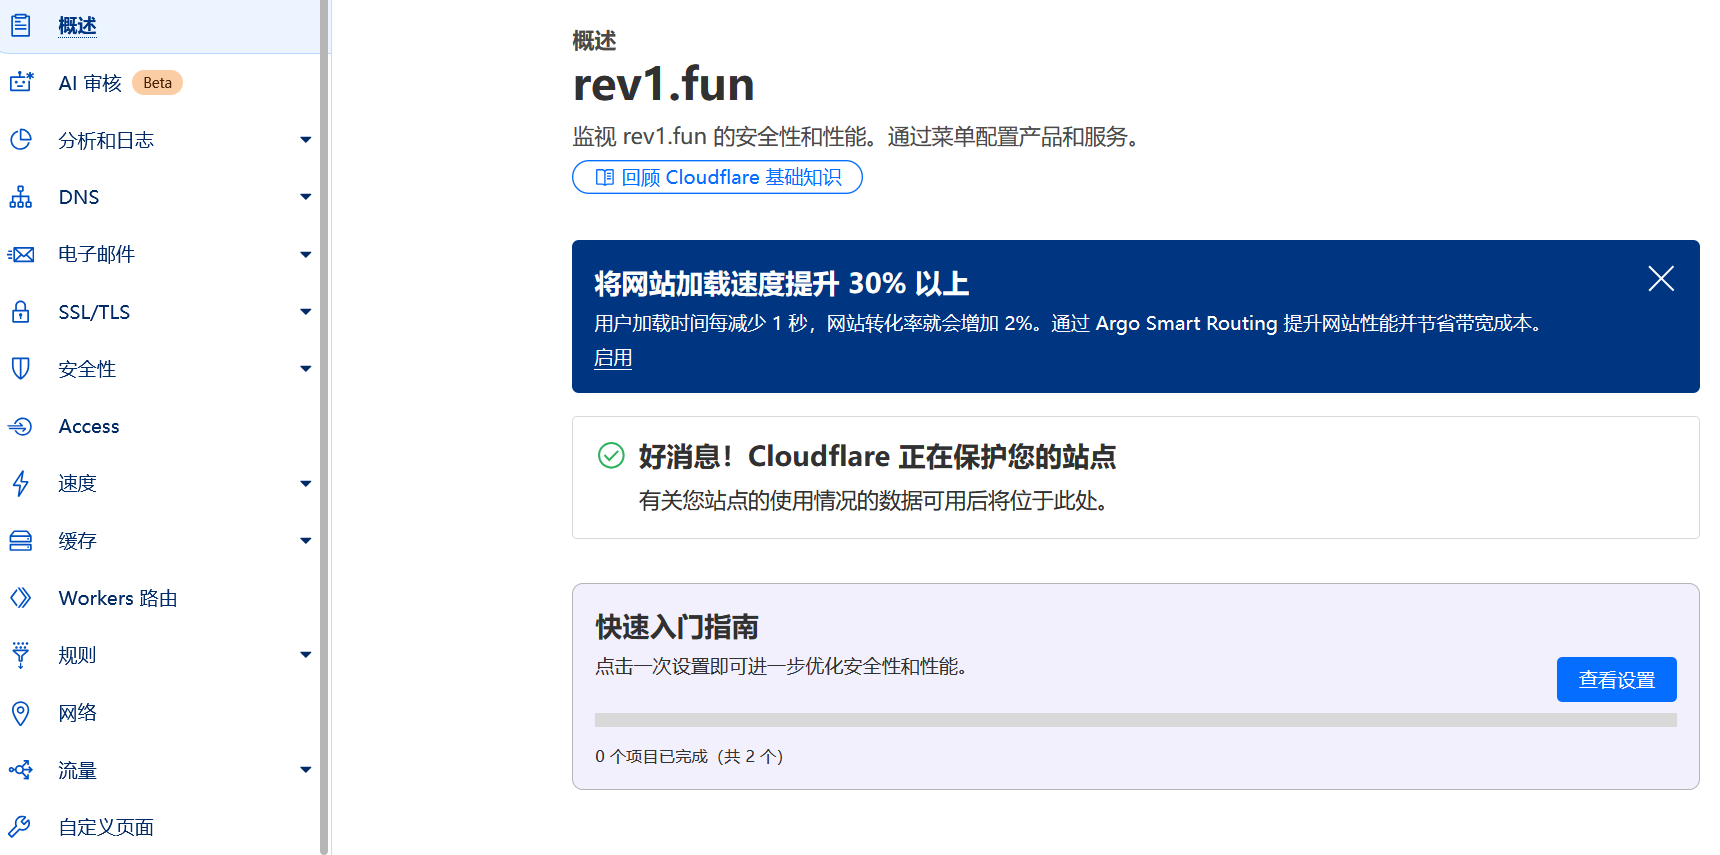 概述
AI 审核 Beta
分析和日志
DNS
电子邮件
SSL/TLS
安全性
Access
速度
缓存
Workers 路由
规则
网络
流量
自定义页面
概述
rev1.fun
监视 rev1.fun 的安全性和性能。通过菜单配置产品和服务。
回顾 Cloudflare 基础知识
将网站加载速度提升 30% 以上
用户加载时间每减少 1 秒，网站转化率就会增加 2%。通过 Argo Smart Routing 提升网站性能并节省带宽成本。
启用
好消息！Cloudflare 正在保护您的站点
有关您站点的使用情况的数据可用后将位于此处。
快速入门指南
点击一次设置即可进一步优化安全性和性能。
查看设置
0 个项目已完成（共 2 个）